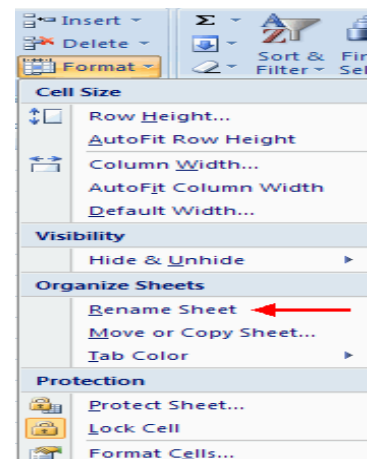 Insert
Σ
Delete
Sort &
Filter
Format
Cell Size
Row Height...
AutoFit Row Height
Column Width...
AutoFit Column Width
Default Width...
Visibility
Hide & Unhide
Organize Sheets
Rename Sheet
Move or Copy Sheet...
Tab Color
Protection
Protect Sheet...
Lock Cell
Format Cells...